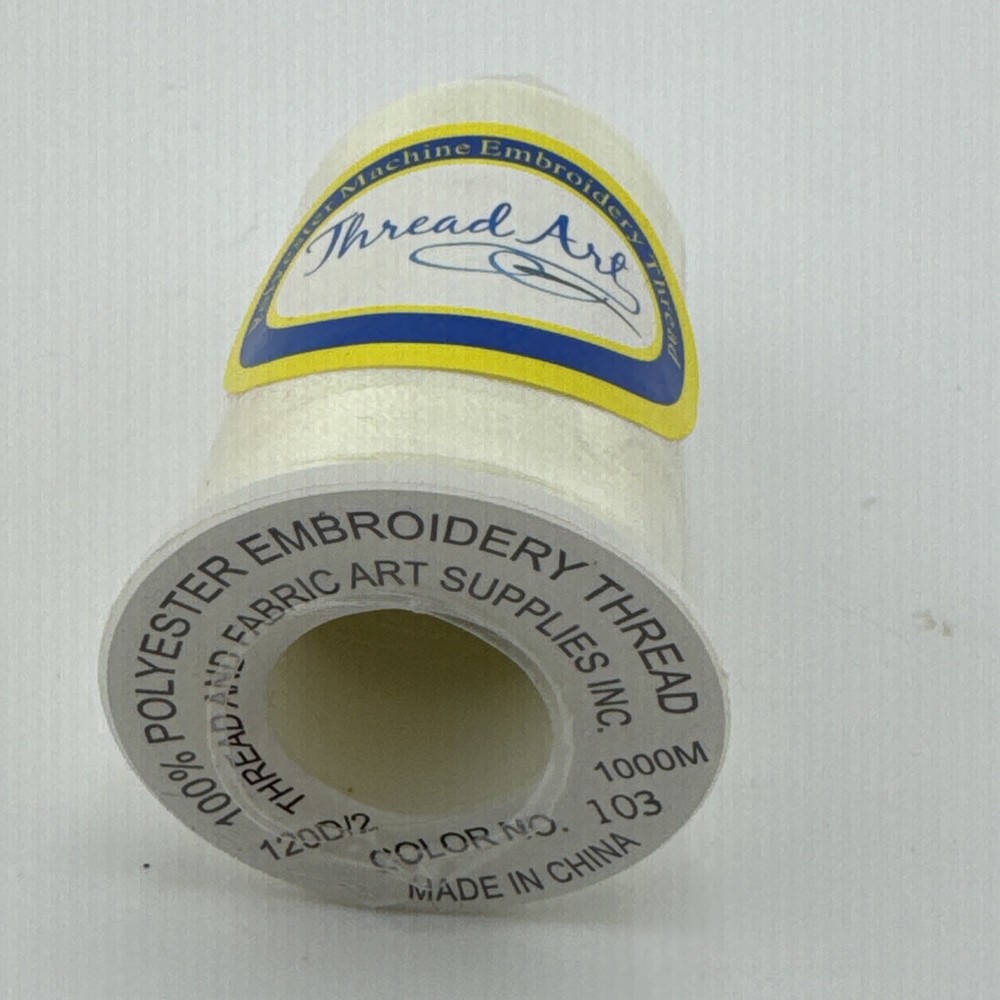 Polyester Machine Embroidery Thread
Thread Art
100% POLYESTER EMBROIDERY THREAD
THREAD AND FABRIC ART SUPPLIES INC.
1000M
120D/2
COLOR NO. 103
MADE IN CHINA